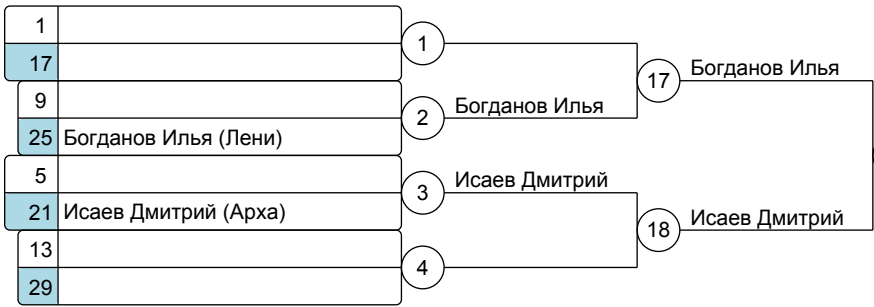 1
17
1
9
25 Богданов Илья (Лени)
2
Богданов Илья
17
Богданов Илья
5
21 Исаев Дмитрий (Арха)
3
Исаев Дмитрий
13
29
4
18
Исаев Дмитрий